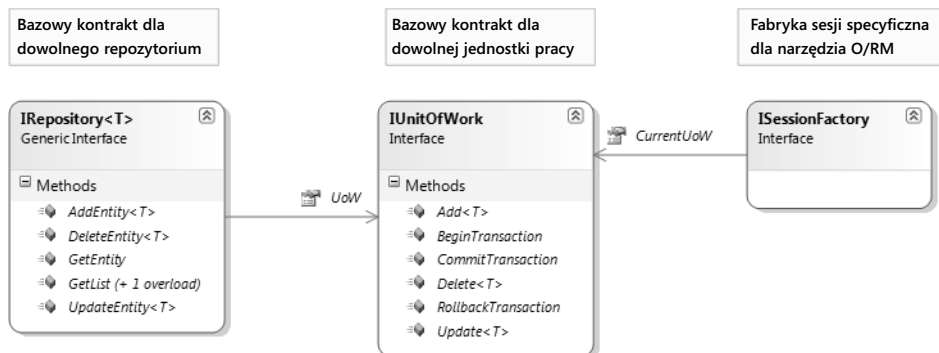 Bazowy kontrakt dla
dowolnego repozytorium
Bazowy kontrakt dla
dowolnej jednostki pracy
Fabryka sesji specyficzna
dla narzędzia O/RM
IRepository<T>
Generic Interface
Methods
AddEntity<T>
DeleteEntity<T>
GetEntity
GetList (+ 1 overload)
UpdateEntity<T>
UoW
IUnitOfWork
Interface
Methods
Add<T>
BeginTransaction
CommitTransaction
Delete<T>
RollbackTransaction
Update<T>
CurrentUoW
ISessionFactory
Interface